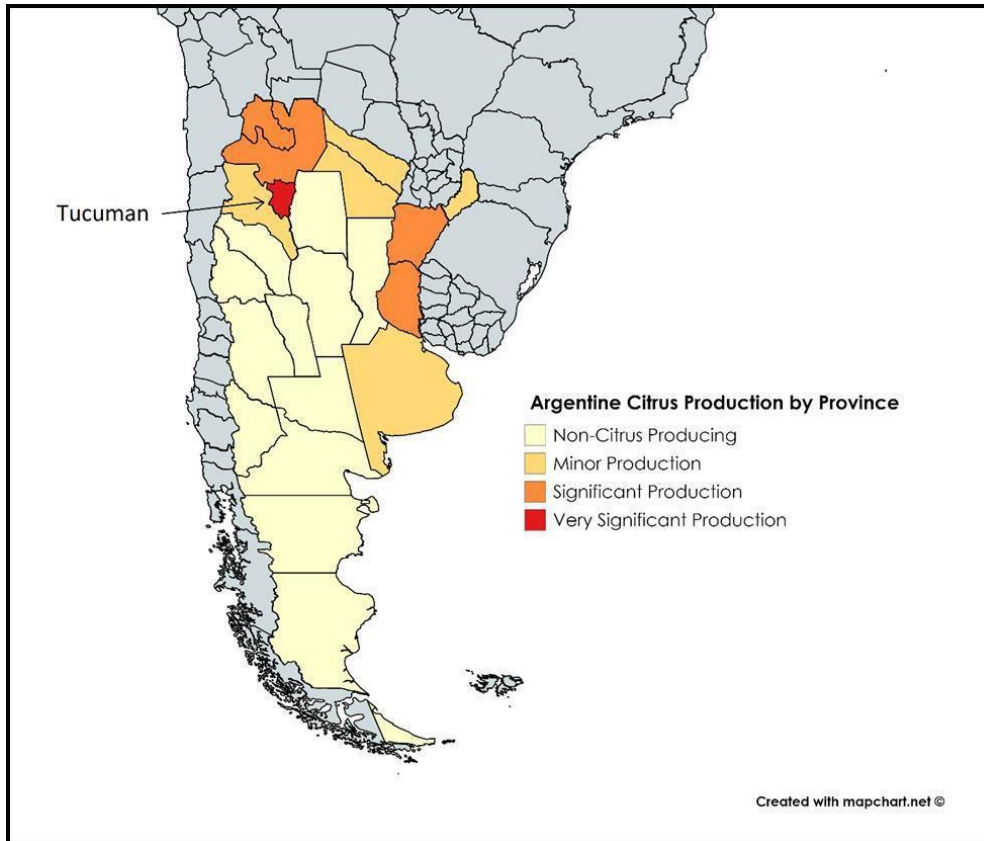 Tucuman
Argentine Citrus Production by Province
Non-Citrus Producing
Minor Production
Significant Production
Very Significant Production
Created with mapchart.net ©